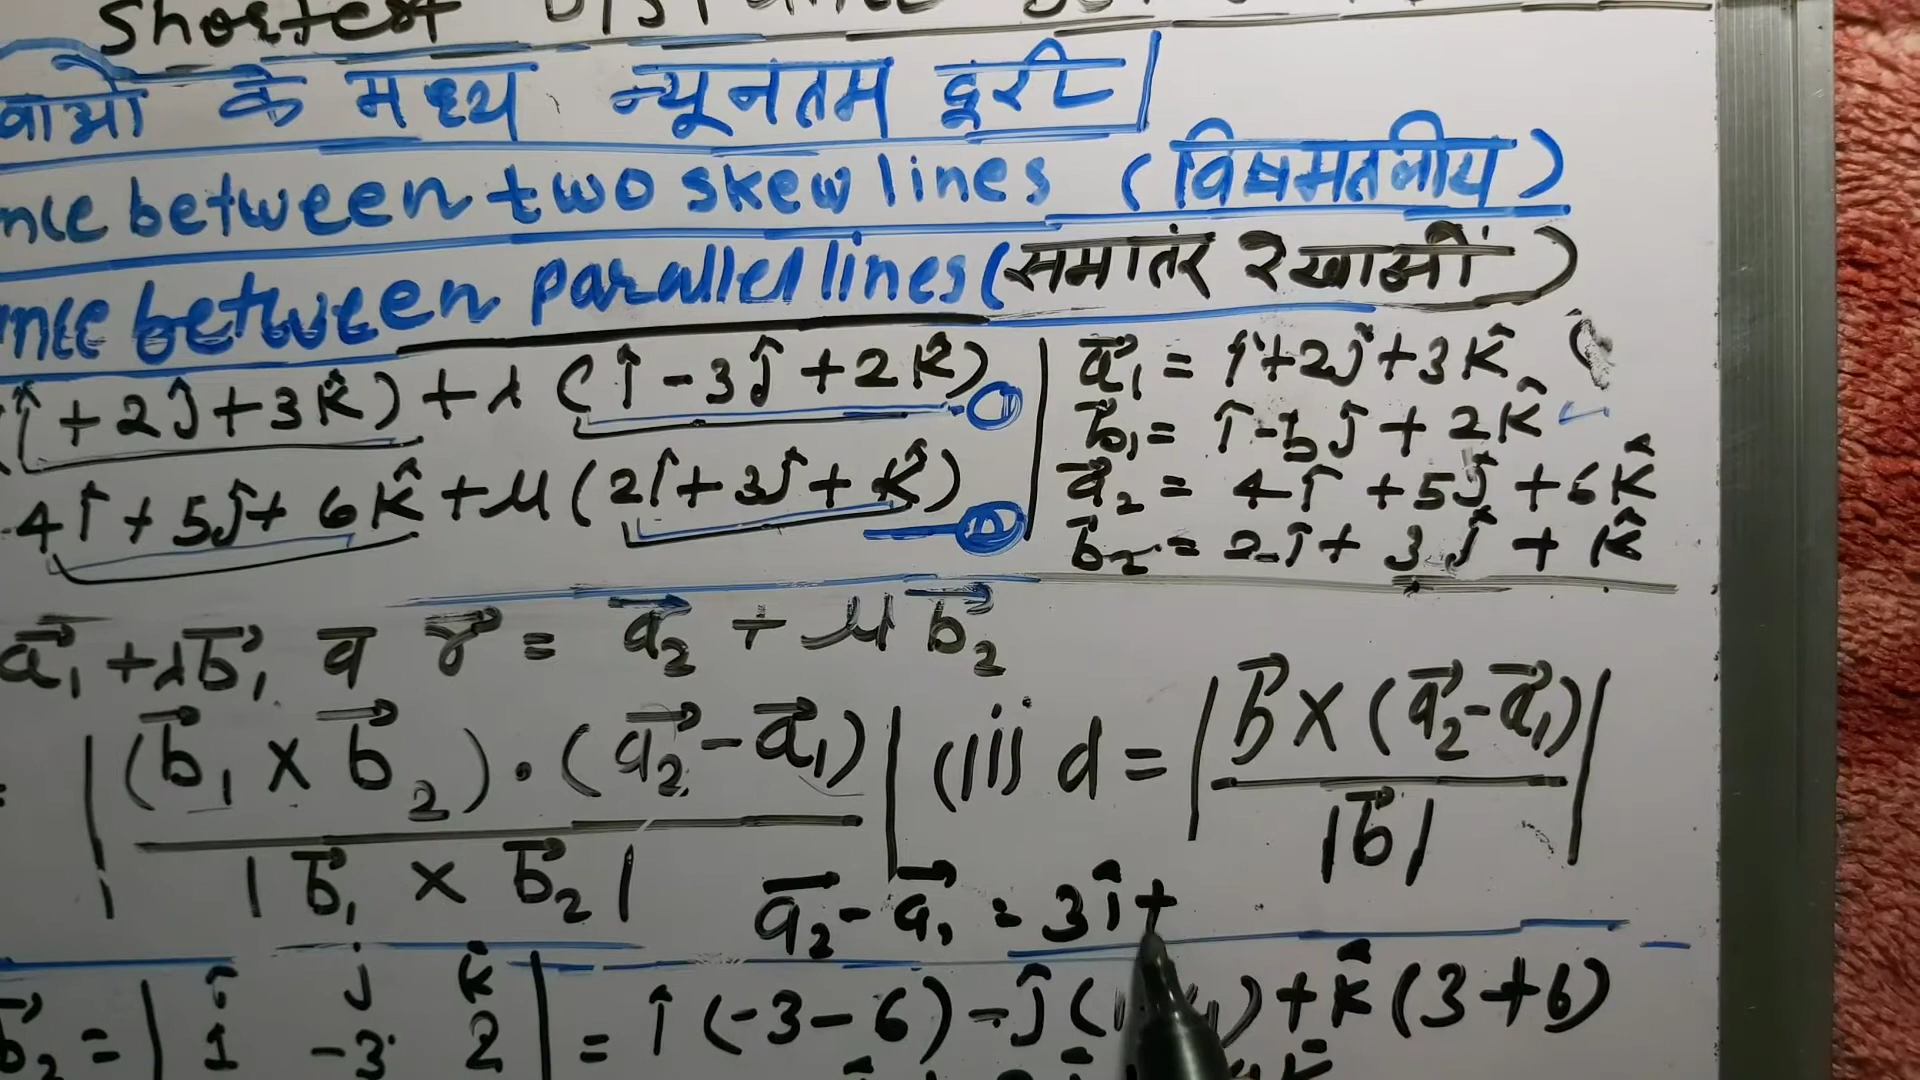 Shortest
के मध्य न्यूनतम दूरी
nce between two skew lines (विषमतलीय)
nce between parallel lines (समातंर रेखाओं)
î + 2ĵ + 3k̂) + λ (î - 3ĵ + 2k̂)
4î + 5ĵ + 6k̂ + μ (2î + 3ĵ + k̂)
a⃗₁ = î + 2ĵ + 3k̂
b⃗₁ = î - 3ĵ + 2k̂
a⃗₂ = 4î + 5ĵ + 6k̂
b⃗₂ = 2î + 3ĵ + k̂
a⃗₁ + λb⃗₁ व r⃗ = a⃗₂ + μb⃗₂
| (b⃗₁ × b⃗₂) · (a⃗₂ - a⃗₁) / |b⃗₁ × b⃗₂| | (ii) d = | b⃗ × (a⃗₂ - a⃗₁) / |b⃗| |
a⃗₂ - a⃗₁ = 3î +
b⃗₂ = | î ĵ k̂ | = î (-3-6) - ĵ ( ) + k̂ (3+6)
1 -3 2